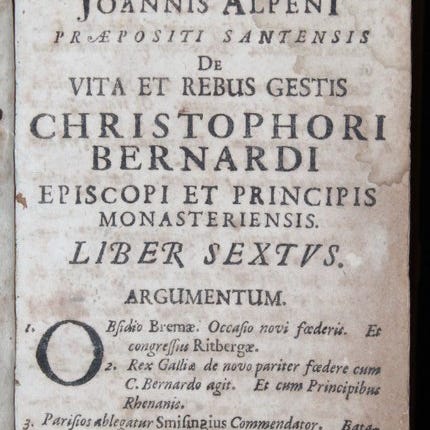 JOANNIS ALPENI
PRÆPOSITI SANTENSIS
DE
VITA ET REBUS GESTIS
CHRISTOPHORI
BERNARDI
EPISCOPI ET PRINCIPIS
MONASTERIENSIS.
LIBER SEXTVS.
ARGUMENTUM.
1. OBsidio Bremæ. Occasio novi fœderis. Et
congressus Ritbergæ.
2. Rex Galliæ de novo pariter fœdere cum
C. Bernardo agit. Et cum Principibus
Rhenanis.
3. Parisios ablegatur Smisingius Commendator. Bata-